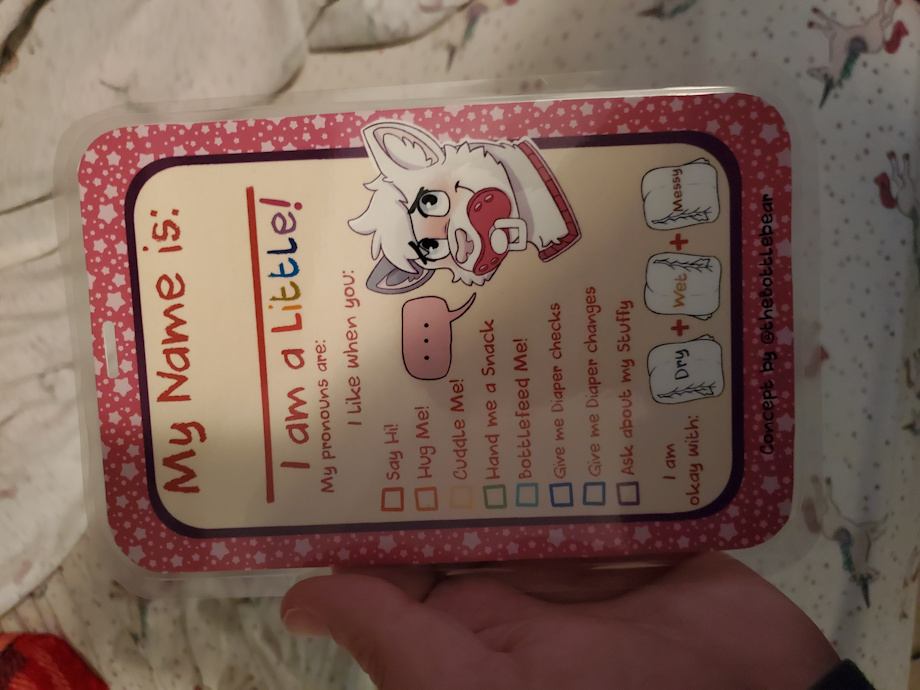 My Name is:
I am a Little!
My pronouns are:
I like when you:
...
Say Hi!
Hug Me!
Cuddle Me!
Hand me a Snack
Bottlefeed Me!
Give me Diaper checks
Give me Diaper changes
Ask about my Stuffy
I am
okay with:
Dry + Wet + Messy
Concept by @thebottlebear